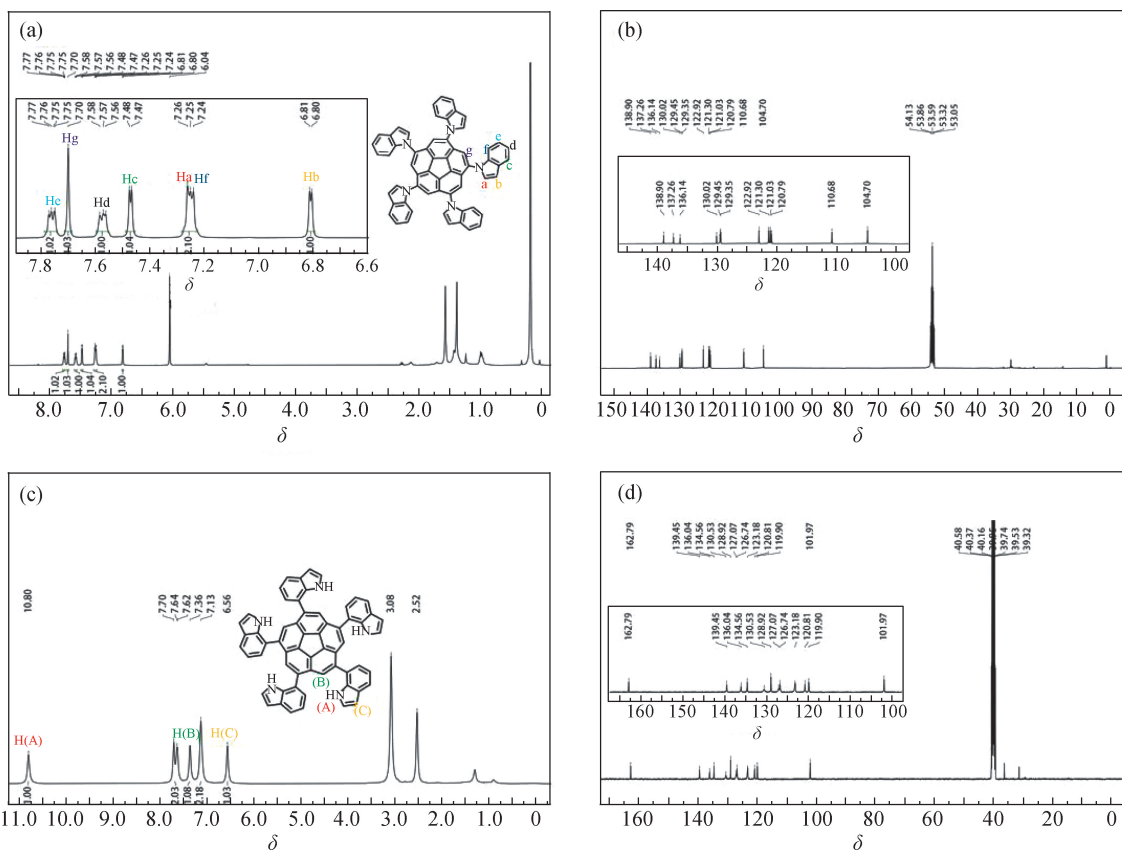 (a)
7.77 7.76 7.75 7.75 7.70 7.58 7.57 7.56 7.48 7.47 7.26 7.25 7.24 6.81 6.80 6.04
7.77 7.76 7.75 7.75 7.70 7.58 7.57 7.56 7.48 7.47 7.26 7.25 7.24 6.81 6.80
Hg
He
Hd
Hc
Ha Hf
Hb
1.02 1.03 1.00 1.04 2.10 1.00
7.8 7.6 7.4 7.2 7.0 6.8 6.6
δ
N N N N N
a b c d e f g
1.02 1.03 1.00 1.04 2.10 1.00
8.0 7.0 6.0 5.0 4.0 3.0 2.0 1.0 0
δ
(b)
138.90 137.26 136.14 130.02 129.45 129.35 122.92 121.30 121.03 120.79 110.68 104.70
54.13 53.86 53.59 53.32 53.05
138.90 137.26 136.14 130.02 129.45 129.35 122.92 121.30 121.03 120.79 110.68 104.70
140 130 120 110 100
δ
150 140 130 120 110 100 90 80 70 60 50 40 30 20 10 0
δ
(c)
10.80
7.70 7.64 7.62 7.36 7.13 6.56
3.08
2.52
NH
NH
HN
H
N
HN
(B)
(A)
(C)
H(A)
H(B)
H(C)
1.00 2.03 1.08 2.18 1.03
11.0 10.0 9.0 8.0 7.0 6.0 5.0 4.0 3.0 2.0 1.0 0
δ
(d)
162.79
139.45 136.04 134.56 130.53 128.92 127.07 126.74 123.18 120.81 119.90
101.97
40.58 40.37 40.16 39.74 39.53 39.32
162.79
139.45 136.04 134.56 130.53 128.92 127.07 126.74 123.18 120.81 119.90
101.97
160 150 140 130 120 110 100
δ
160 140 120 100 80 60 40 20 0
δ